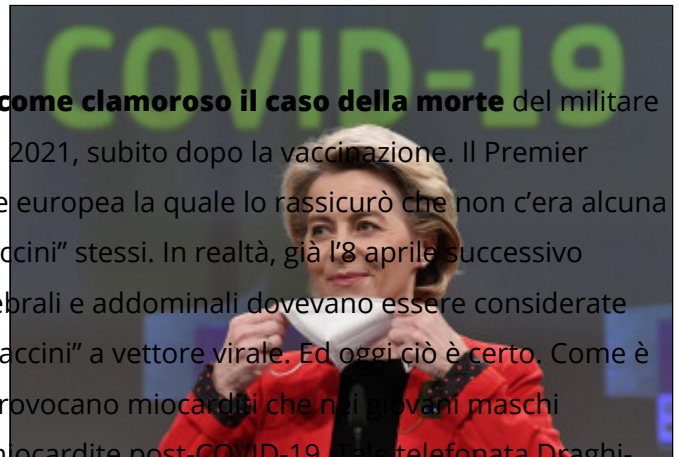 COVID-19
come clamoroso il caso della morte del militare
2021, subito dopo la vaccinazione. Il Premier
e europea la quale lo rassicurò che non c'era alcuna
ccini" stessi. In realtà, già l'8 aprile successivo
ebrali e addominali dovevano essere considerate
accini" a vettore virale. Ed oggi ciò è certo. Come è
rovocano miocarditi che nei giovani maschi
miocardite post-COVID-19. Tale telefonata Draghi-